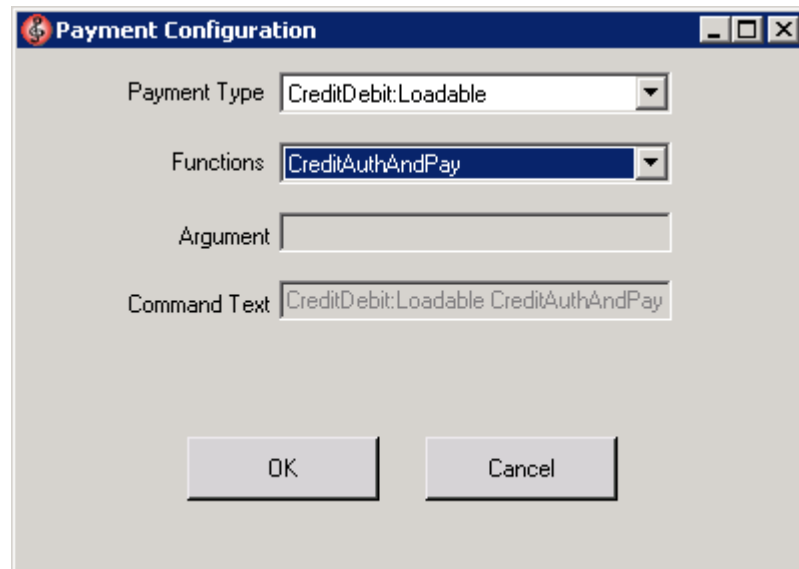 Payment Configuration
Payment Type CreditDebit:Loadable
Functions CreditAuthAndPay
Argument
Command Text CreditDebit:Loadable CreditAuthAndPay
OK Cancel